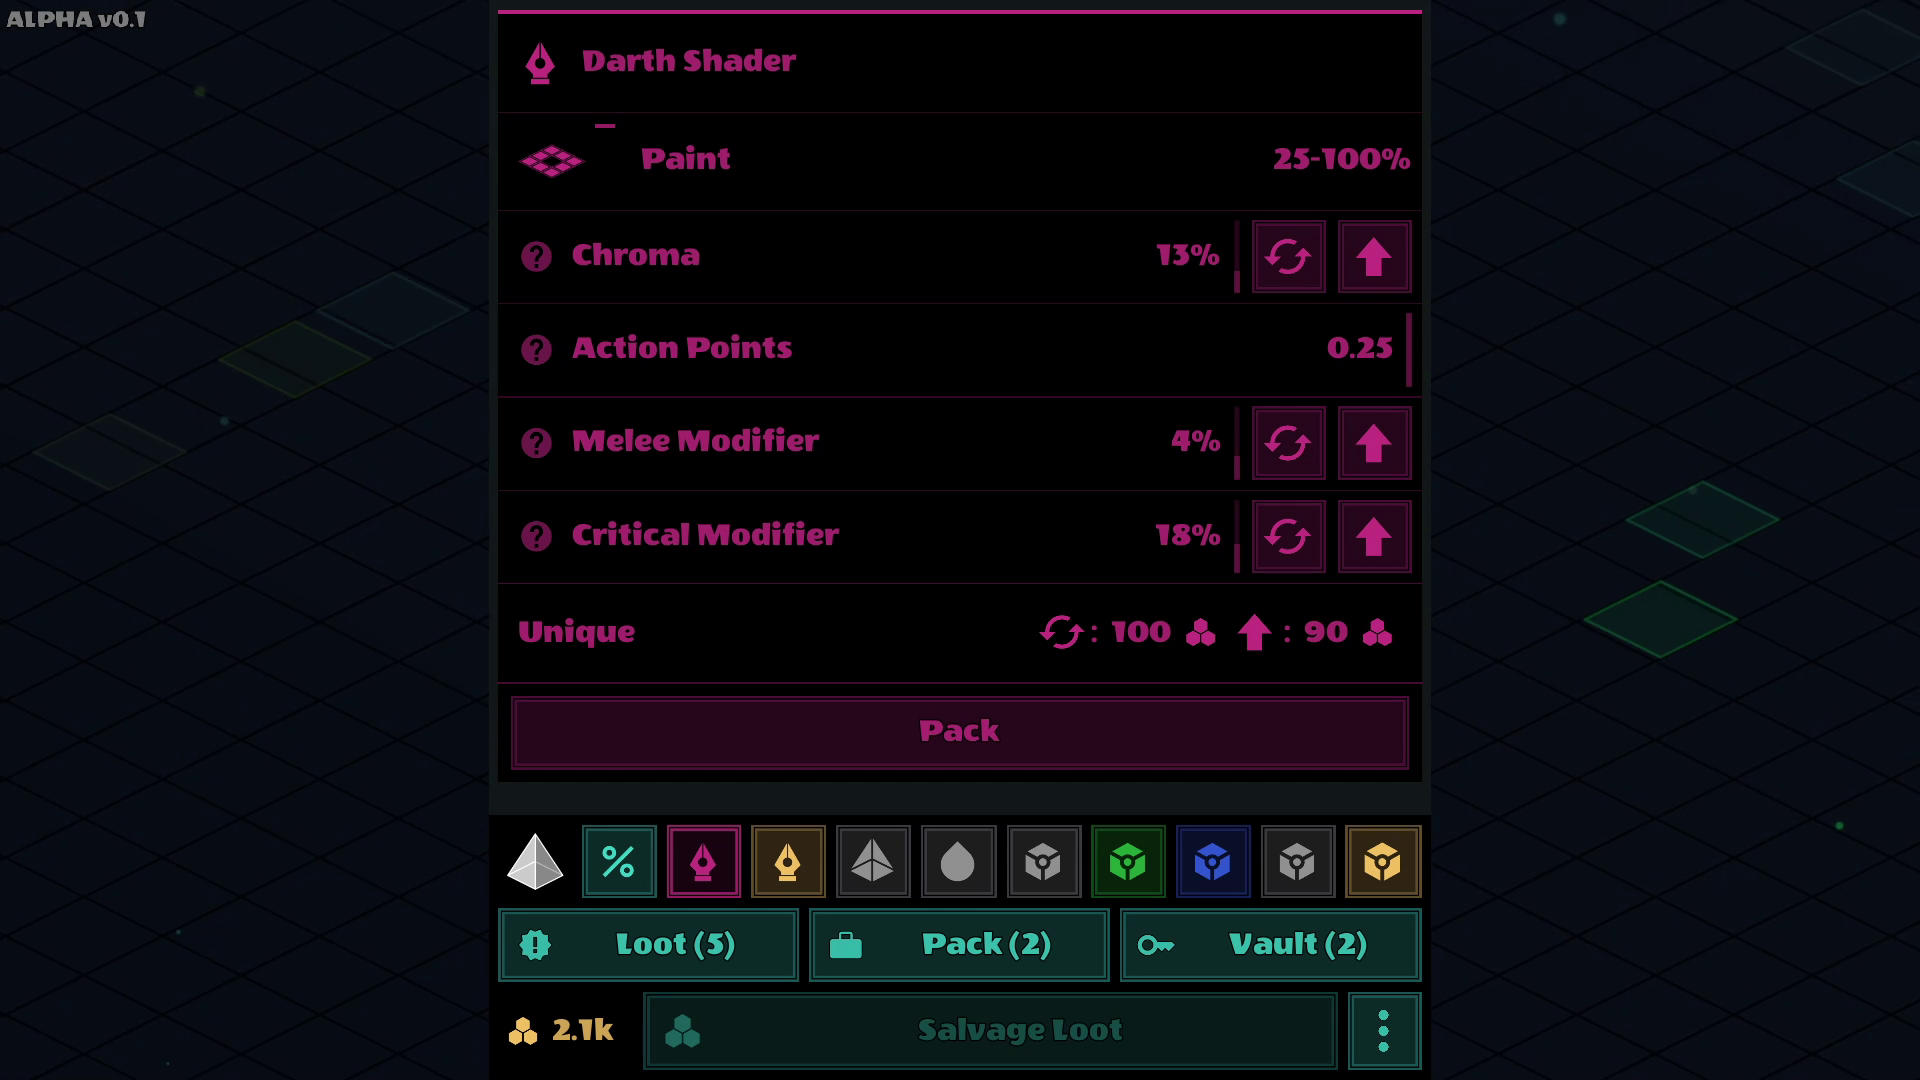 ALPHA v0.1
Darth Shader
Paint 25-100%
? Chroma 13%
? Action Points 0.25
? Melee Modifier 4%
? Critical Modifier 18%
Unique : 100 : 90
Pack
%
Loot (5) Pack (2) Vault (2)
2.1k Salvage Loot